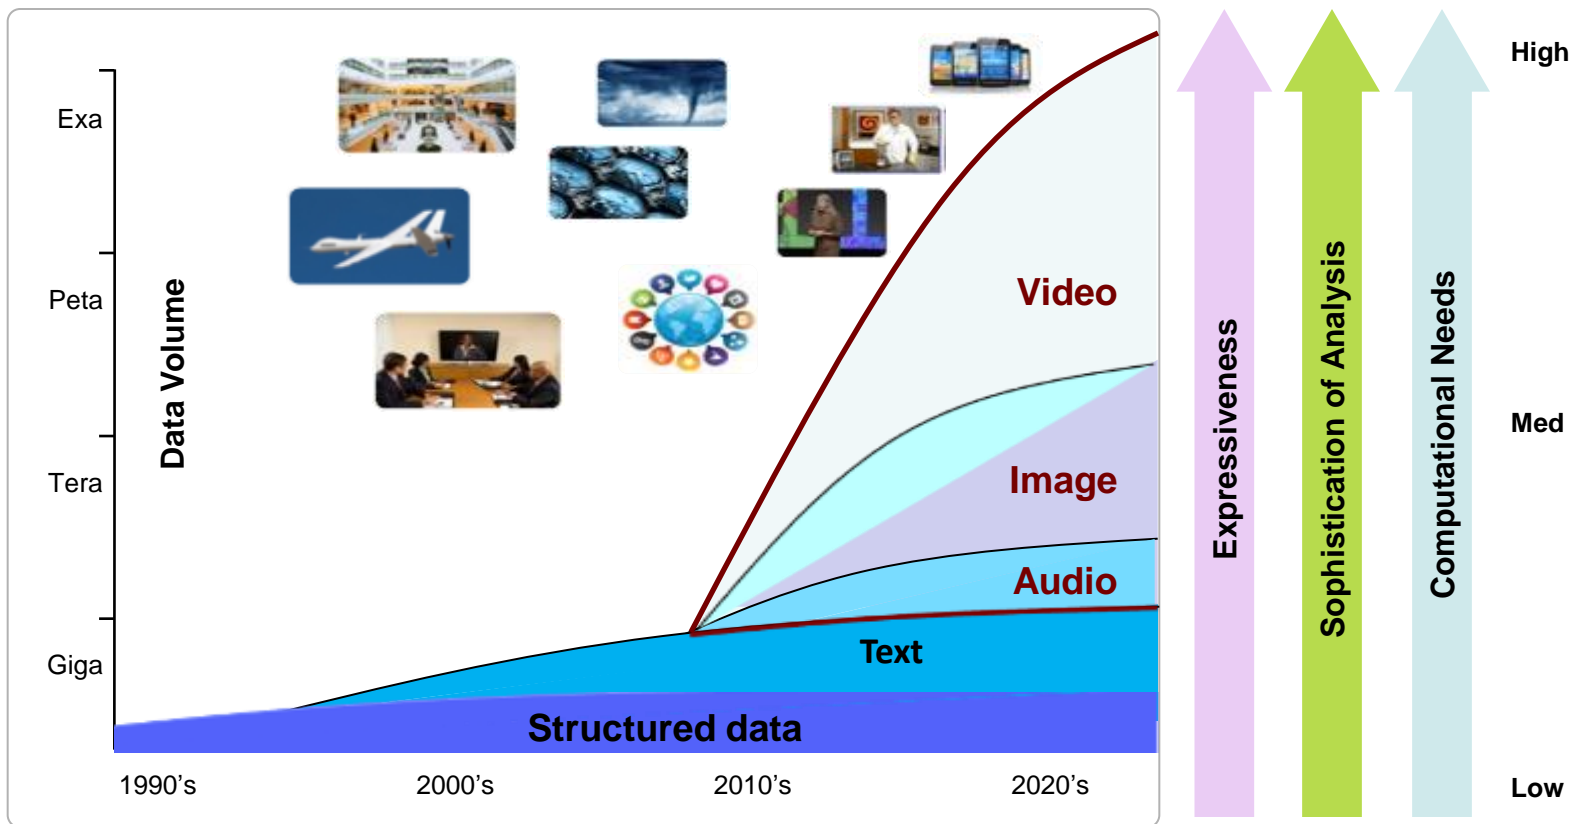 High
Exa
Peta
Data Volume
Video
Expressiveness
Sophistication of Analysis
Computational Needs
Med
Tera
Image
Audio
Giga
Text
Structured data
1990’s
2000’s
2010’s
2020’s
Low